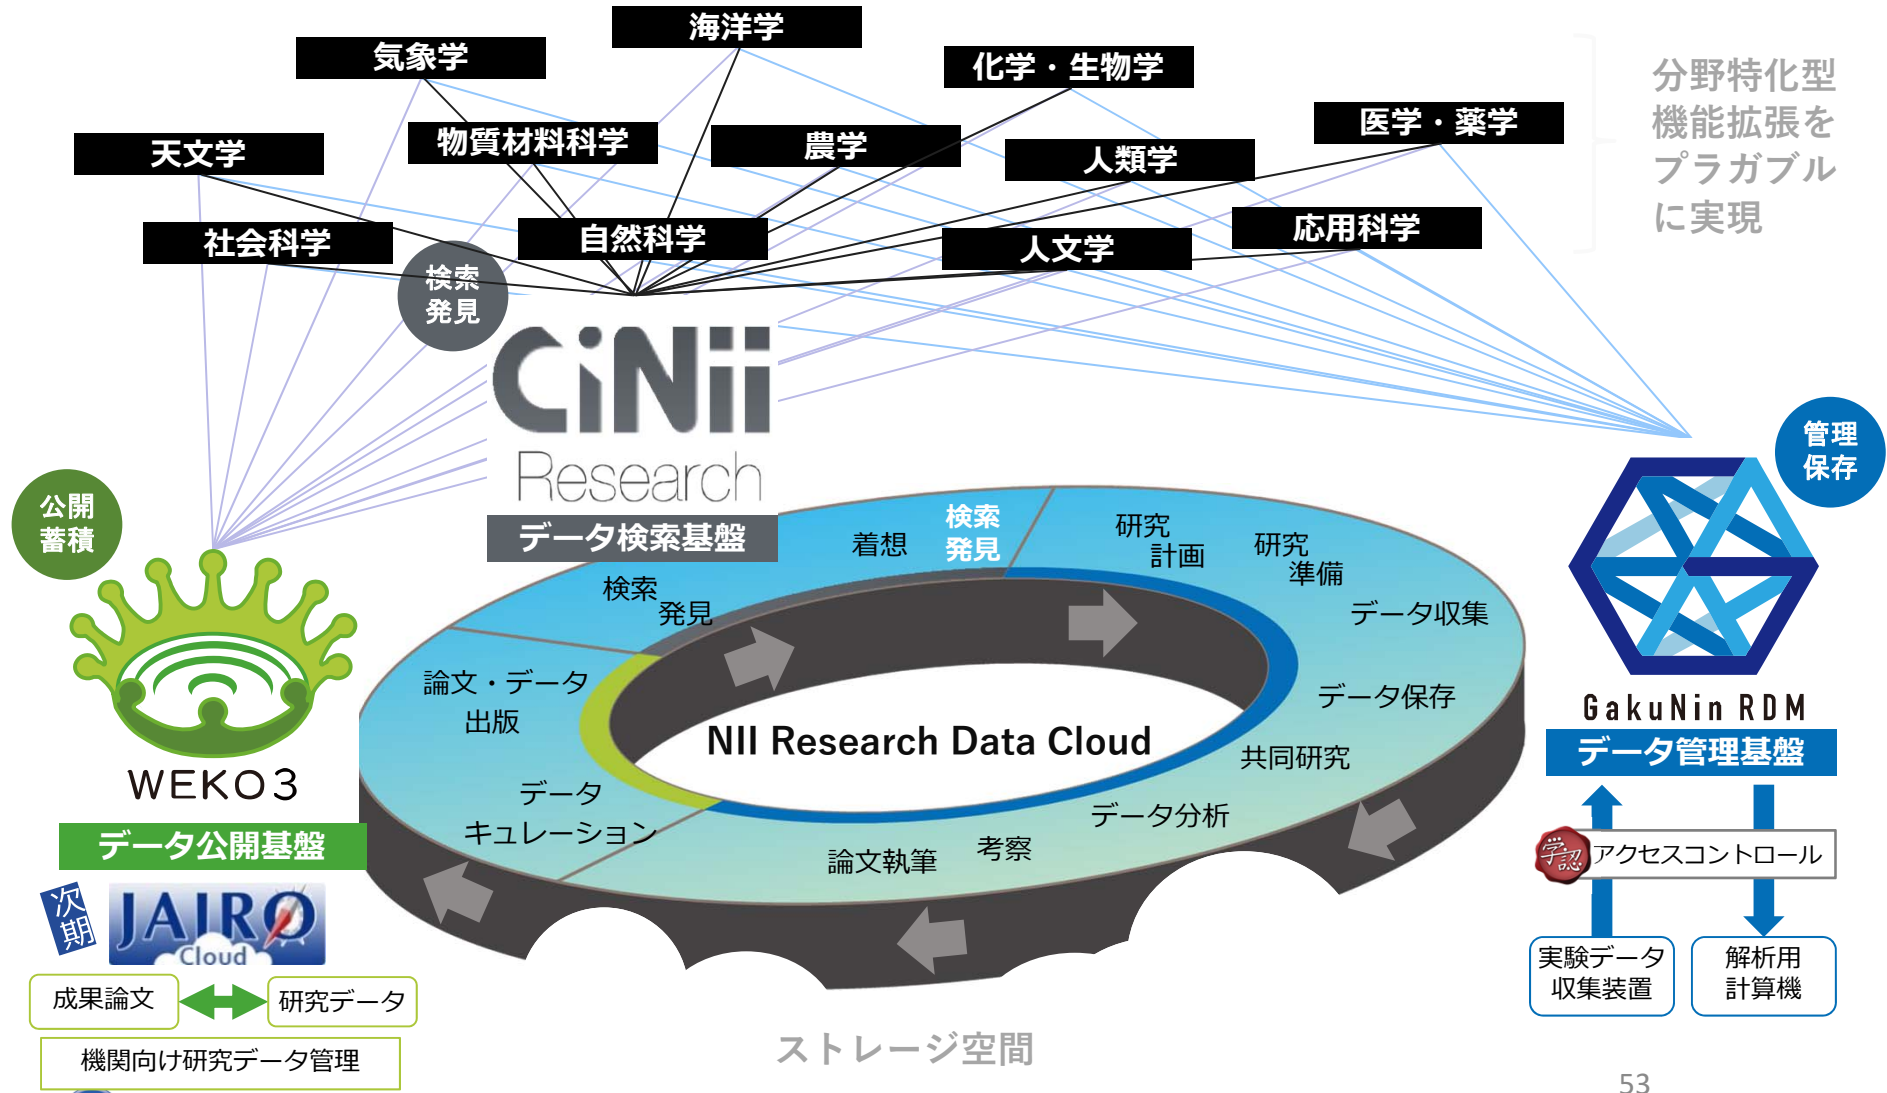 海洋学
気象学
化学・生物学
医学・薬学
物質材料科学
農学
天文学
人類学
社会科学
自然科学
人文学
応用科学
分野特化型
機能拡張を
プラガブル
に実現
検索
発見
CiNii
Research
データ検索基盤
管理
保存
GakuNin RDM
データ管理基盤
学認
アクセスコントロール
実験データ
収集装置
解析用
計算機
公開
蓄積
WEKO3
データ公開基盤
次期
JAIRO
Cloud
成果論文
研究データ
機関向け研究データ管理
検索
発見
着想
検索
発見
研究
計画
研究
準備
データ収集
データ保存
共同研究
データ分析
考察
論文執筆
データ
キュレーション
論文・データ
出版
NII Research Data Cloud
ストレージ空間
53